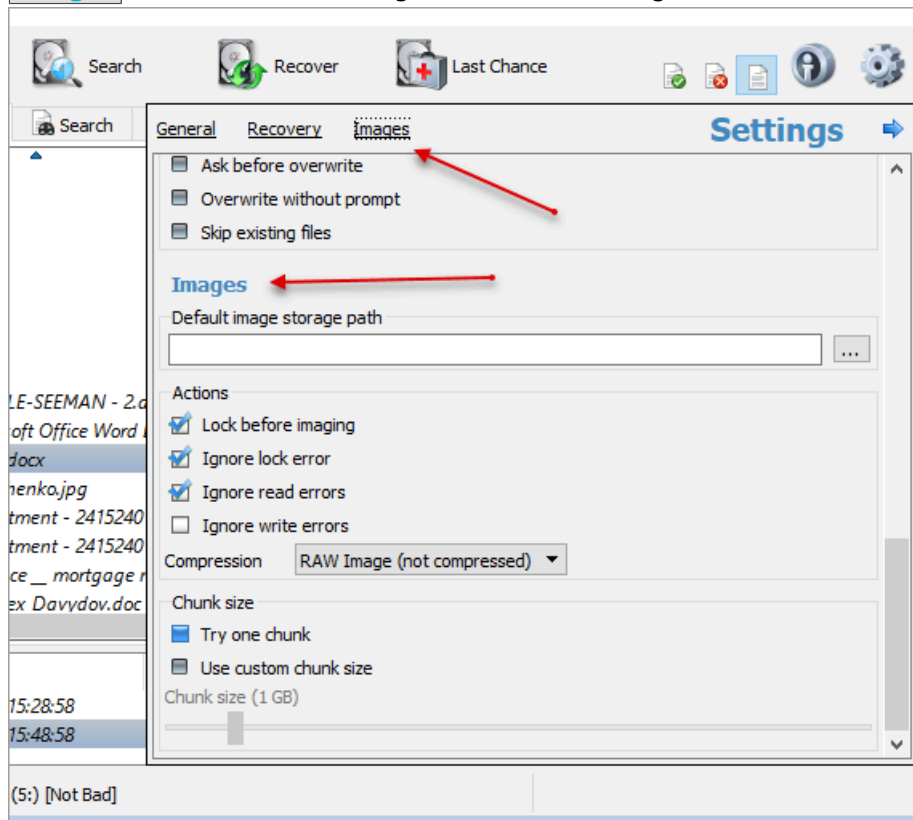 Search Recover Last Chance
Search
General Recovery Images Settings
Ask before overwrite
Overwrite without prompt
Skip existing files
Images
Default image storage path
...
Actions
LE-SEEMAN - 2.d
Lock before imaging
oft Office Word
Ignore lock error
docx
Ignore read errors
nenko.jpg
tment - 2415240
Ignore write errors
tment - 2415240
Compression RAW Image (not compressed)
ce __ mortgage r
ex Davydov.doc
Chunk size
Try one chunk
Use custom chunk size
15:28:58
Chunk size (1 GB)
15:48:58
(5:) [Not Bad]